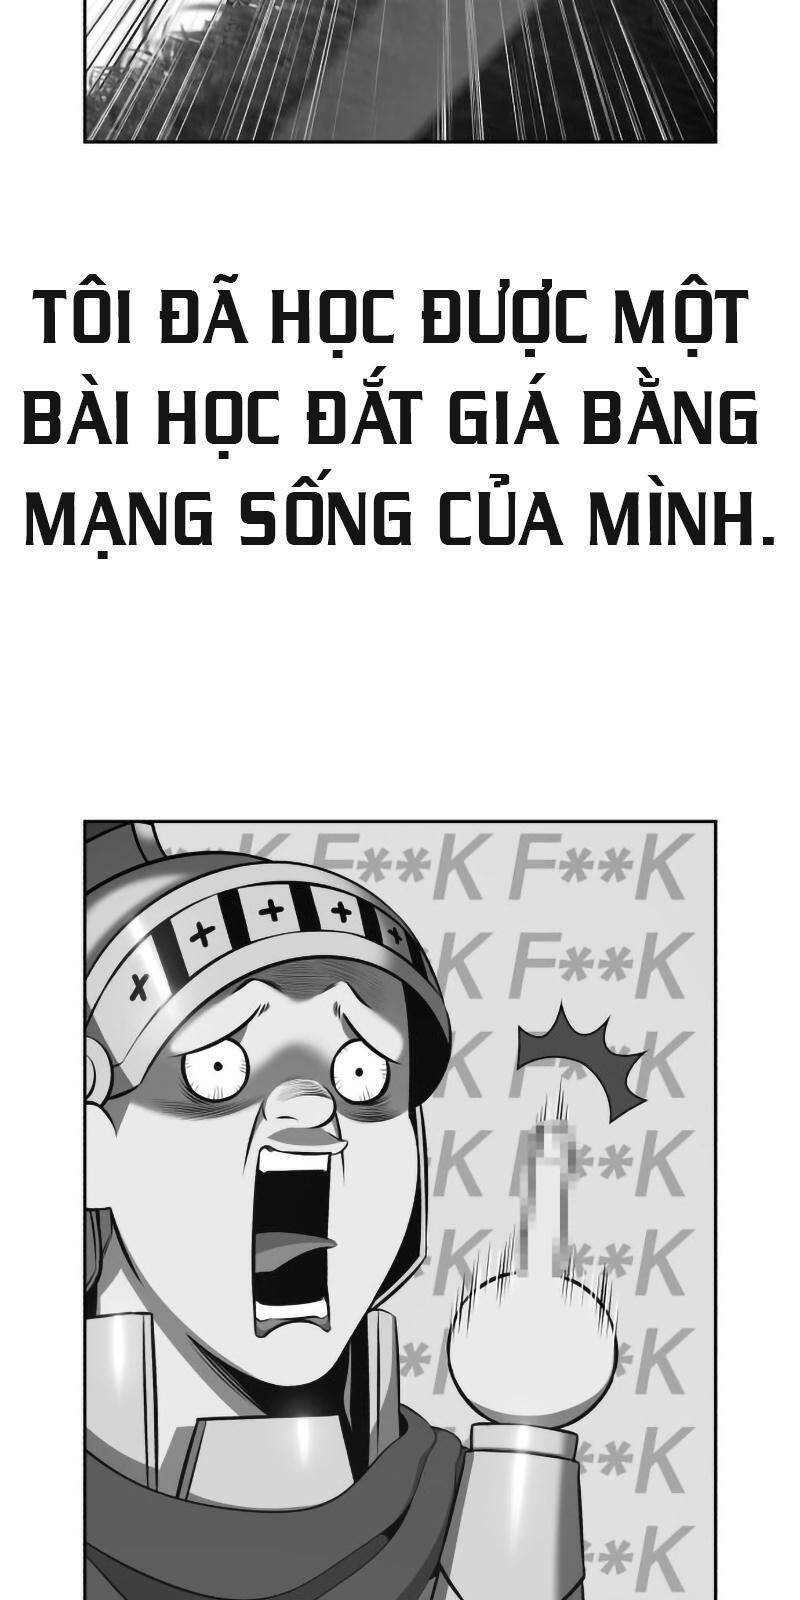 TÔI ĐÃ HỌC ĐƯỢC MỘT
BÀI HỌC ĐẮT GIÁ BẰNG
MẠNG SỐNG CỦA MÌNH.
**K F**K F**K
K F**K
K
K F**K
*K **K
*K *K
K *K
*K